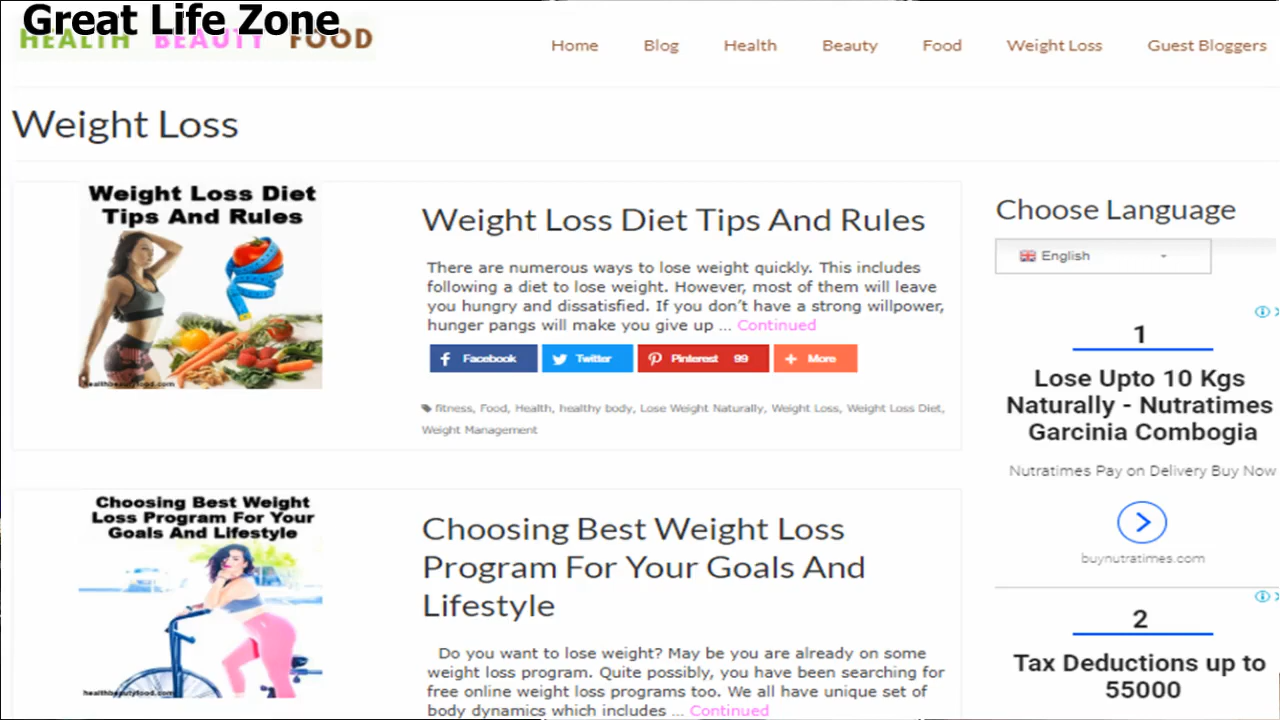 Great Life Zone
HEALTH BEAUTY FOOD
Home Blog Health Beauty Food Weight Loss Guest Bloggers
Weight Loss
Weight Loss Diet
Tips And Rules
healthbeautyfood.com
Weight Loss Diet Tips And Rules
There are numerous ways to lose weight quickly. This includes
following a diet to lose weight. However, most of them will leave
you hungry and dissatisfied. If you don’t have a strong willpower,
hunger pangs will make you give up ... Continued
Facebook Twitter Pinterest 99 More
fitness, Food, Health, healthy body, Lose Weight Naturally, Weight Loss, Weight Loss Diet,
Weight Management
Choosing Best Weight
Loss Program For Your
Goals And Lifestyle
healthbeautyfood.com
Choosing Best Weight Loss
Program For Your Goals And
Lifestyle
Do you want to lose weight? May be you are already on some
weight loss program. Quite possibly, you have been searching for
free online weight loss programs too. We all have unique set of
body dynamics which includes ... Continued
Choose Language
English
1
Lose Upto 10 Kgs
Naturally - Nutratimes
Garcinia Combogia
Nutratimes Pay on Delivery Buy Now
buynutratimes.com
2
Tax Deductions up to
55000